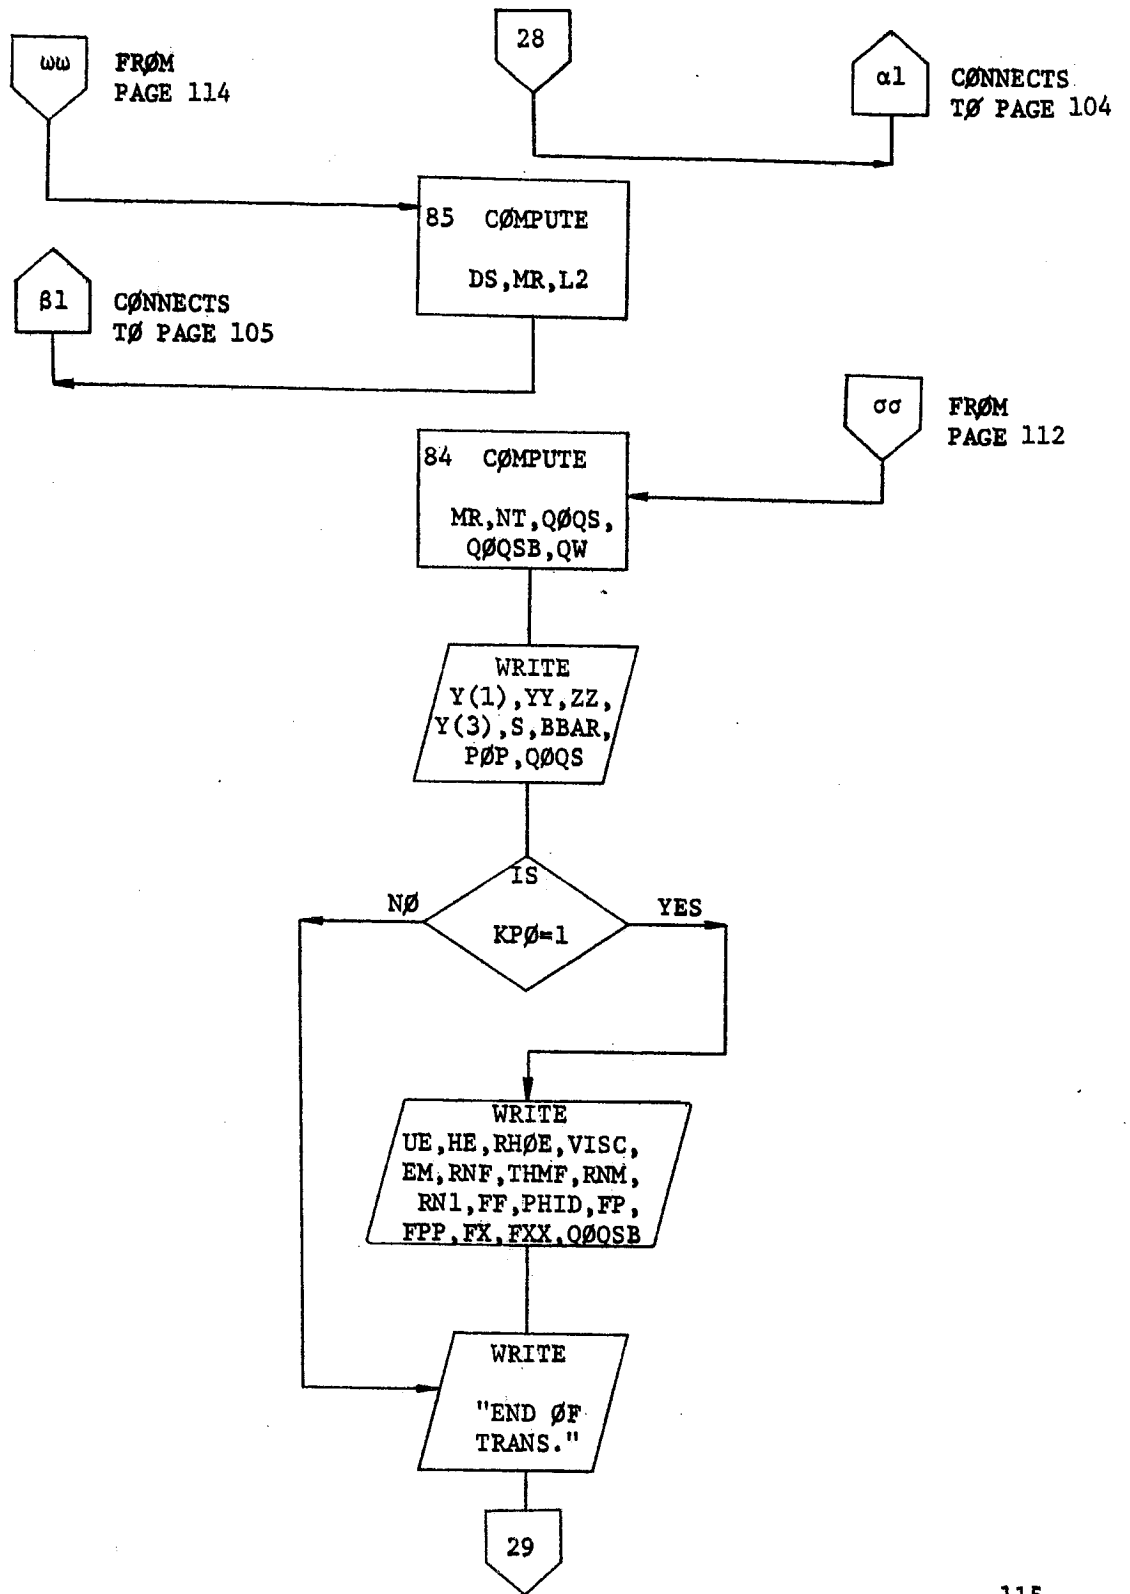 ωω
FRØM
PAGE 114
28
α1
CØNNECTS
TØ PAGE 104
85 CØMPUTE
DS,MR,L2
β1
CØNNECTS
TØ PAGE 105
σσ
FRØM
PAGE 112
84 CØMPUTE
MR,NT,QØQS,
QØQSB,QW
WRITE
Y(1),YY,ZZ,
Y(3),S,BBAR,
PØP,QØQS
IS
KPØ=1
NØ
YES
WRITE
UE,HE,RHØE,VISC,
EM,RNF,THMF,RNM,
RN1,FF,PHID,FP,
FPP,FX,FXX,QØQSB
WRITE
"END ØF
TRANS."
29
115